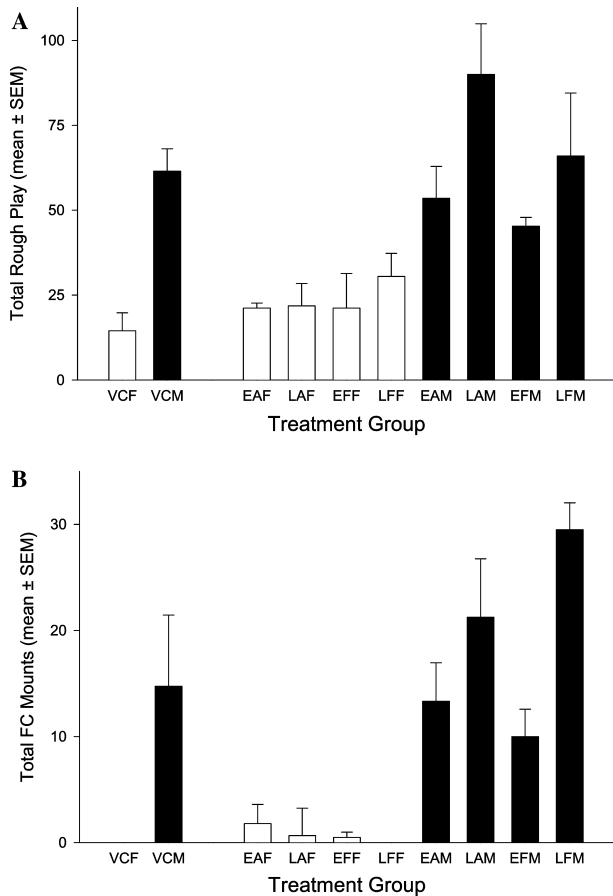 A
Total Rough Play (mean ± SEM)
100
75
50
25
0
VCF VCM EAF LAF EFF LFF EAM LAM EFM LFM
Treatment Group
B
Total FC Mounts (mean ± SEM)
30
20
10
0
VCF VCM EAF LAF EFF LFF EAM LAM EFM LFM
Treatment Group